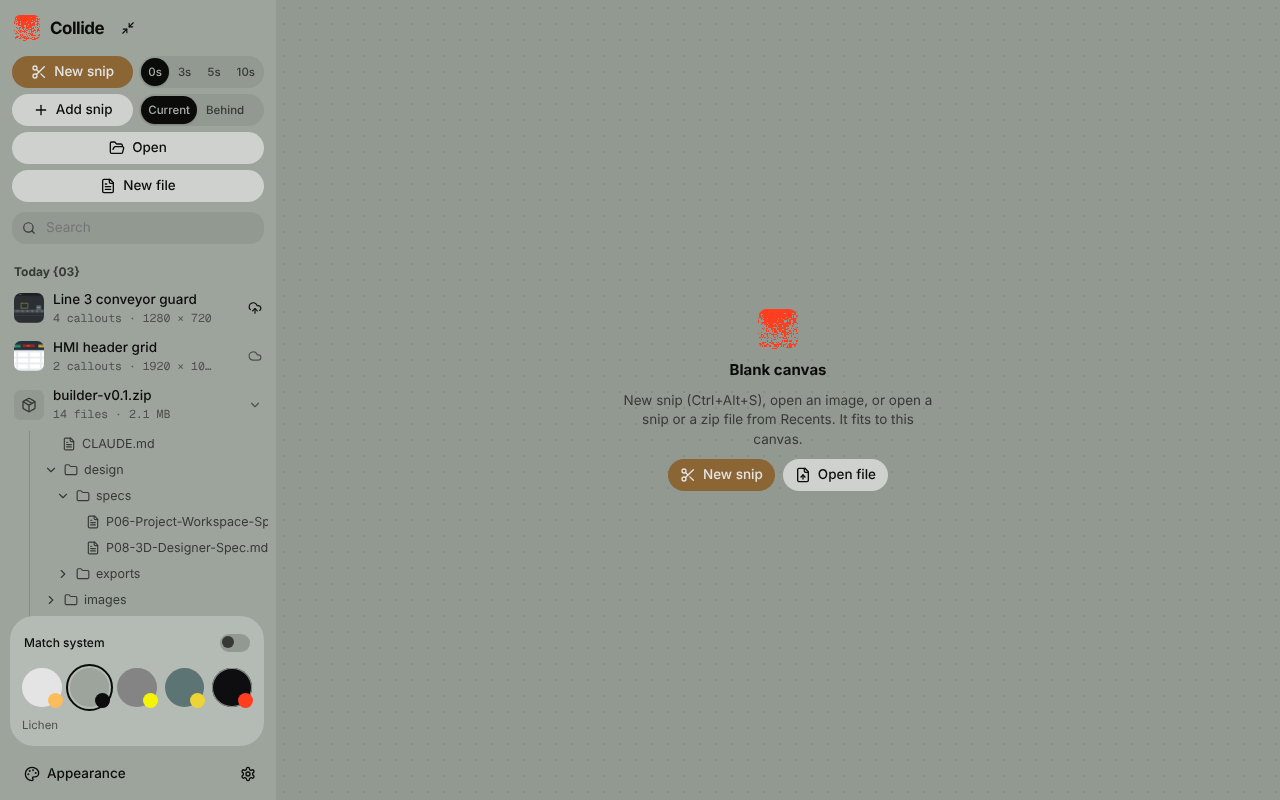 Collide
New snip
0s 3s 5s 10s
Add snip
Current Behind
Open
New file
Search
Today {03}
Line 3 conveyor guard
4 callouts · 1280 × 720
HMI header grid
2 callouts · 1920 × 10…
builder-v0.1.zip
14 files · 2.1 MB
CLAUDE.md
design
specs
P06-Project-Workspace-Sp
P08-3D-Designer-Spec.md
exports
images
Match system
Lichen
Appearance
Blank canvas
New snip (Ctrl+Alt+S), open an image, or open a
snip or a zip file from Recents. It fits to this
canvas.
New snip Open file